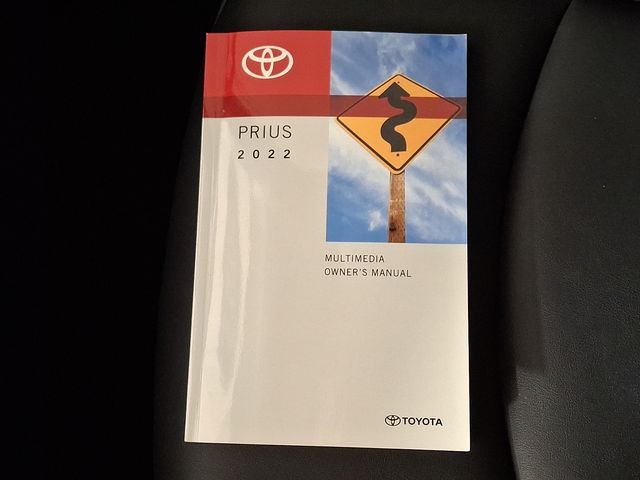 PRIUS
2022
MULTIMEDIA
OWNER'S MANUAL
TOYOTA